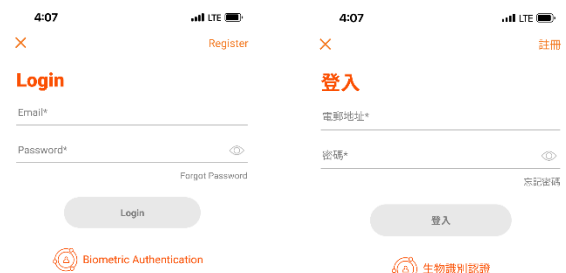 4:07
LTE
Register
Login
Email*
Password*
Forgot Password
Login
Biometric Authentication
4:07
LTE
註冊
登入
電郵地址*
密碼*
忘記密碼
登入
生物識別認證